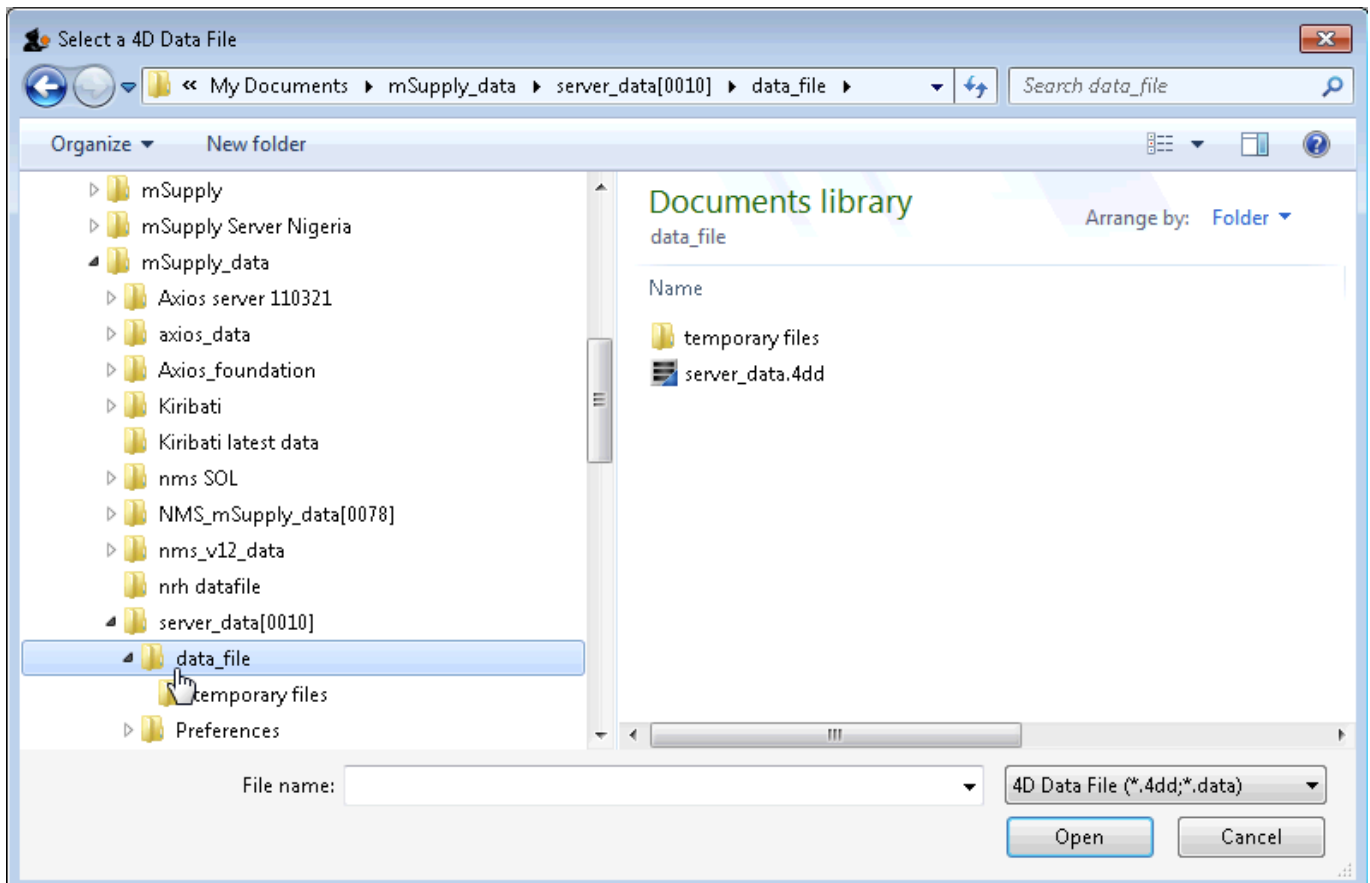 Select a 4D Data File
« My Documents ▸ mSupply_data ▸ server_data[0010] ▸ data_file ▸
Search data_file
Organize
New folder
mSupply
mSupply Server Nigeria
mSupply_data
Axios server 110321
axios_data
Axios_foundation
Kiribati
Kiribati latest data
nms SOL
NMS_mSupply_data[0078]
nms_v12_data
nrh datafile
server_data[0010]
data_file
temporary files
Preferences
Documents library
data_file
Arrange by: Folder
Name
temporary files
server_data.4dd
File name:
4D Data File (*.4dd;*.data)
Open
Cancel